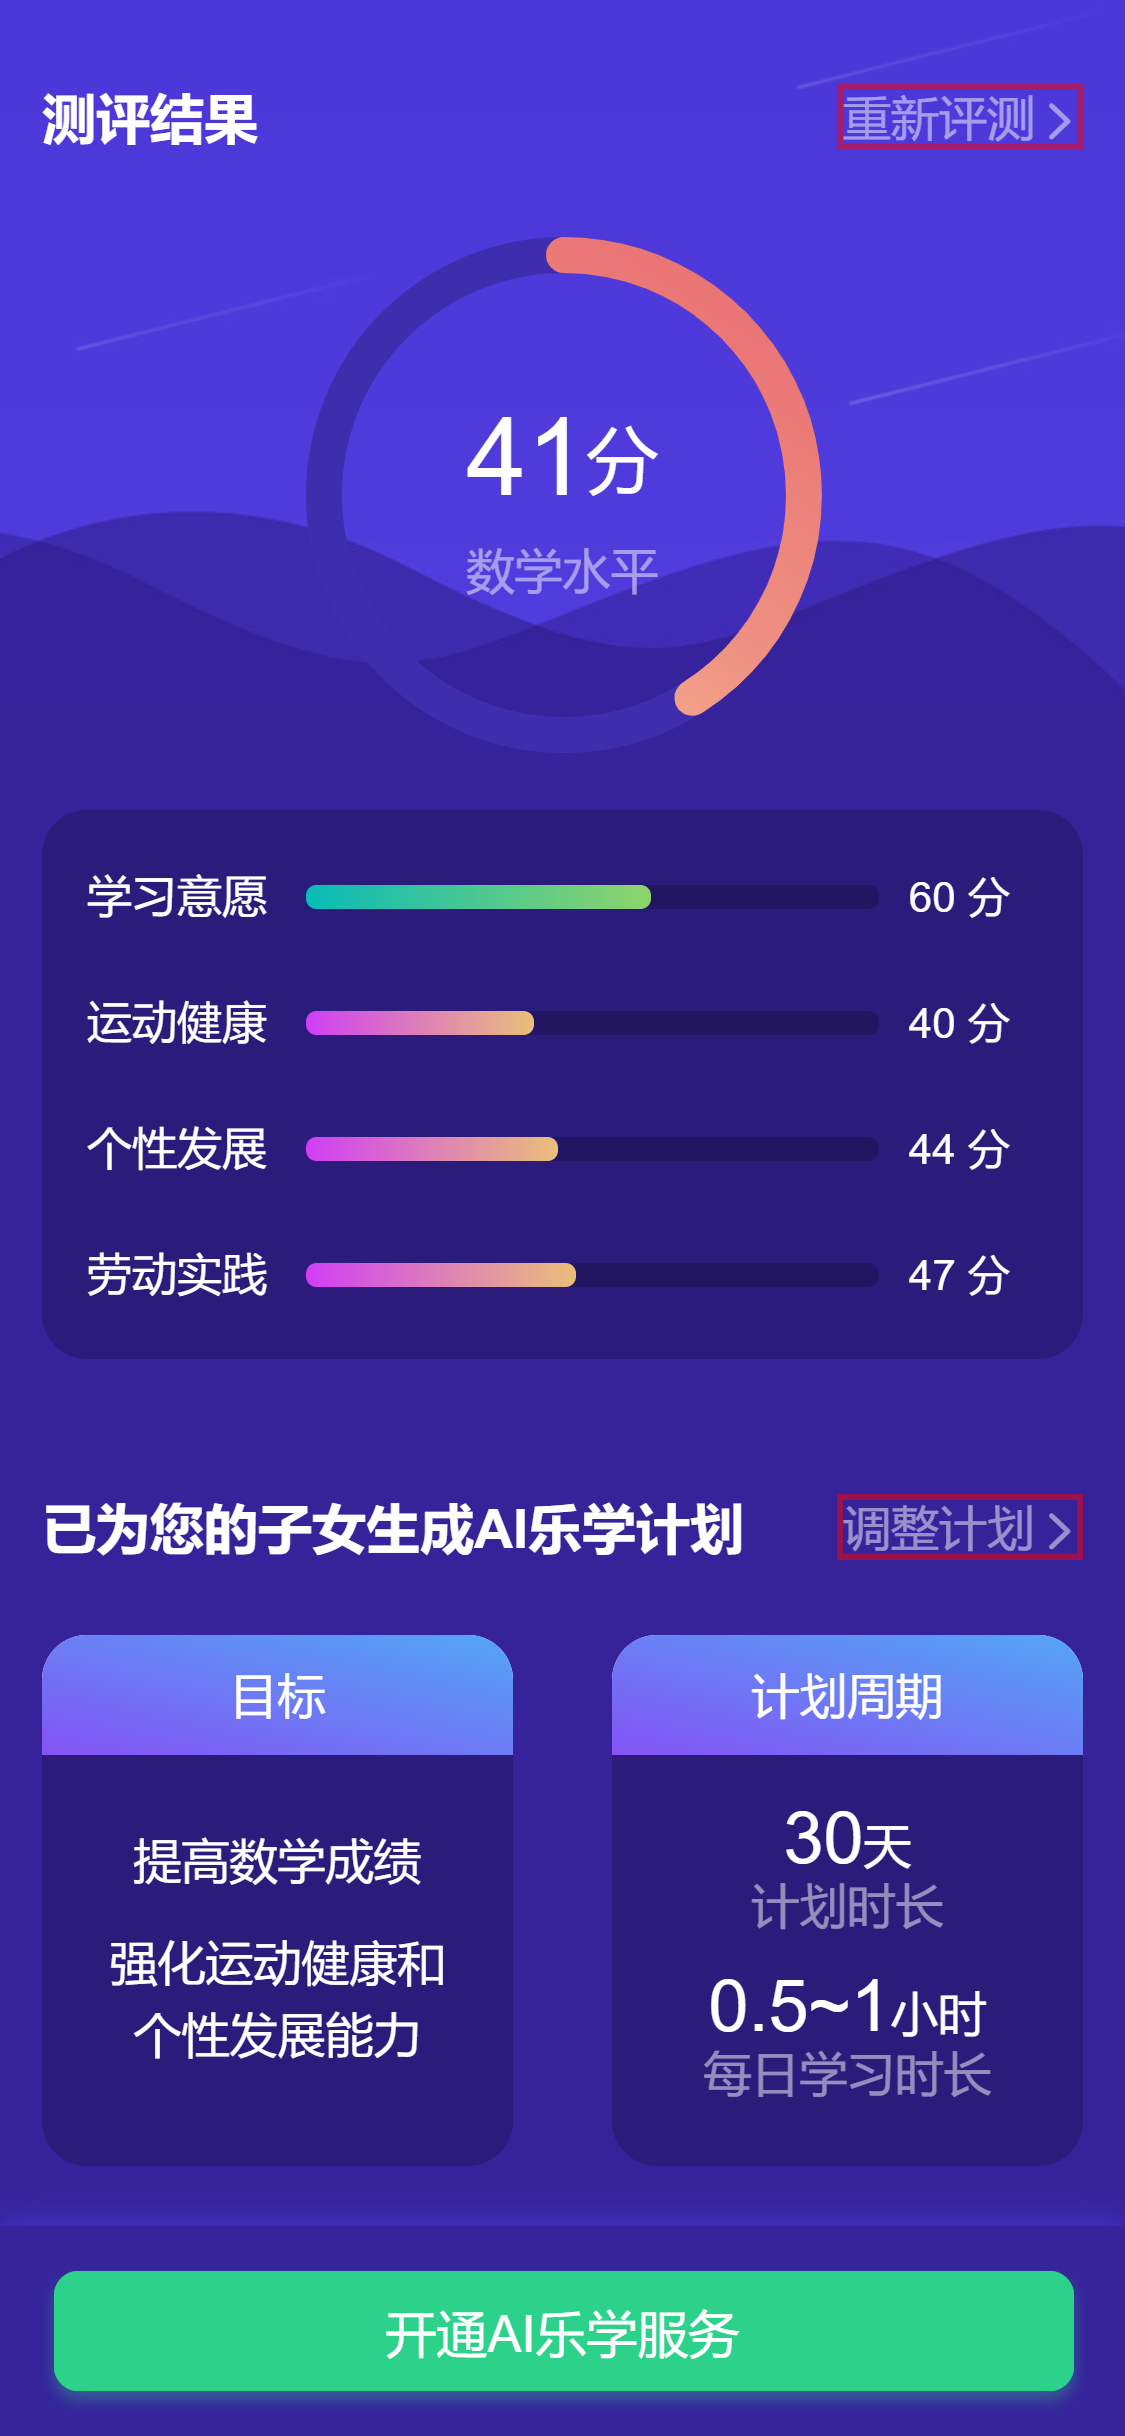 测评结果
重新评测
41分
数学水平
学习意愿 60 分
运动健康 40 分
个性发展 44 分
劳动实践 47 分
已为您的子女生成AI乐学计划
调整计划
目标
提高数学成绩
强化运动健康和
个性发展能力
计划周期
30天
计划时长
0.5~1小时
每日学习时长
开通AI乐学服务